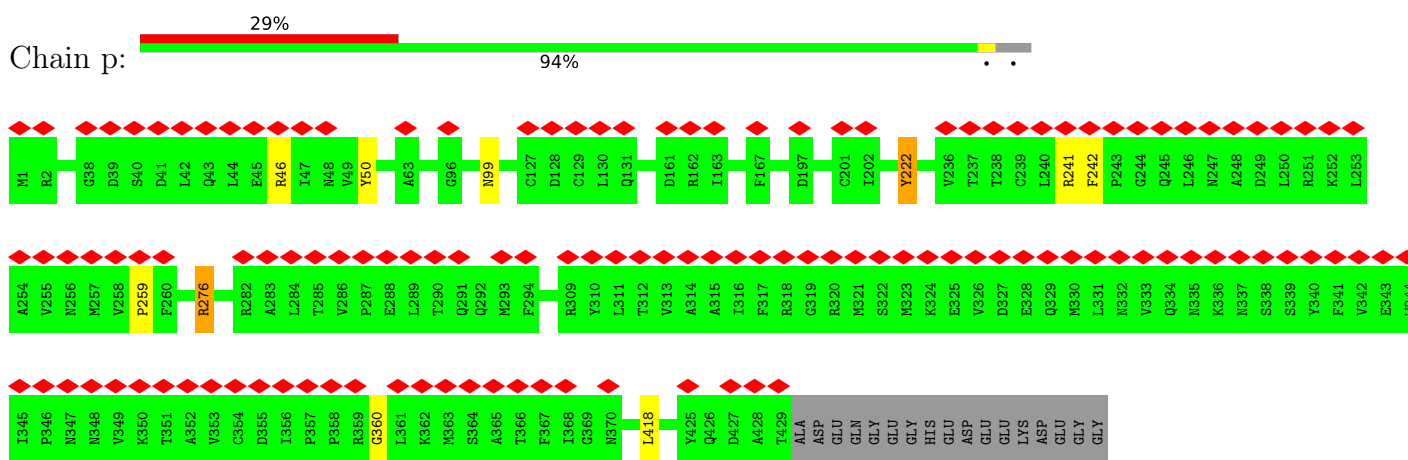 29%
Chain p:
94%
. .
M1 R2 G38 D39 S40 D41 L42 Q43 L44 E45 R46 I47 N48 V49 Y50 A63 G96 N99 C127 D128 C129 L130 Q131 D161 R162 I163 F167 D197 C201 I202 Y222 V236 T237 T238 C239 L240 R241 F242 P243 G244 Q245 L246 N247 A248 D249 L250 R251 K252 L253
A254 V255 N256 M257 V258 P259 F260 R276 R282 A283 L284 T285 V286 P287 E288 L289 T290 Q291 Q292 M293 F294 R309 Y310 L311 T312 V313 A314 A315 I316 F317 R318 G319 R320 M321 S322 M323 K324 E325 V326 D327 E328 Q329 M330 L331 N332 V333 Q334 N335 K336 N337 S338 S339 Y340 F341 V342 E343
I345 P346 N347 N348 V349 K350 T351 A352 V353 C354 D355 I356 P357 P358 R359 G360 L361 K362 M363 S364 A365 T366 F367 I368 G369 N370 L418 Y425 Q426 D427 A428 T429 ALA ASP GLU GLN GLY GLU GLY HIS GLU ASP GLU GLU LYS ASP GLU GLY GLY